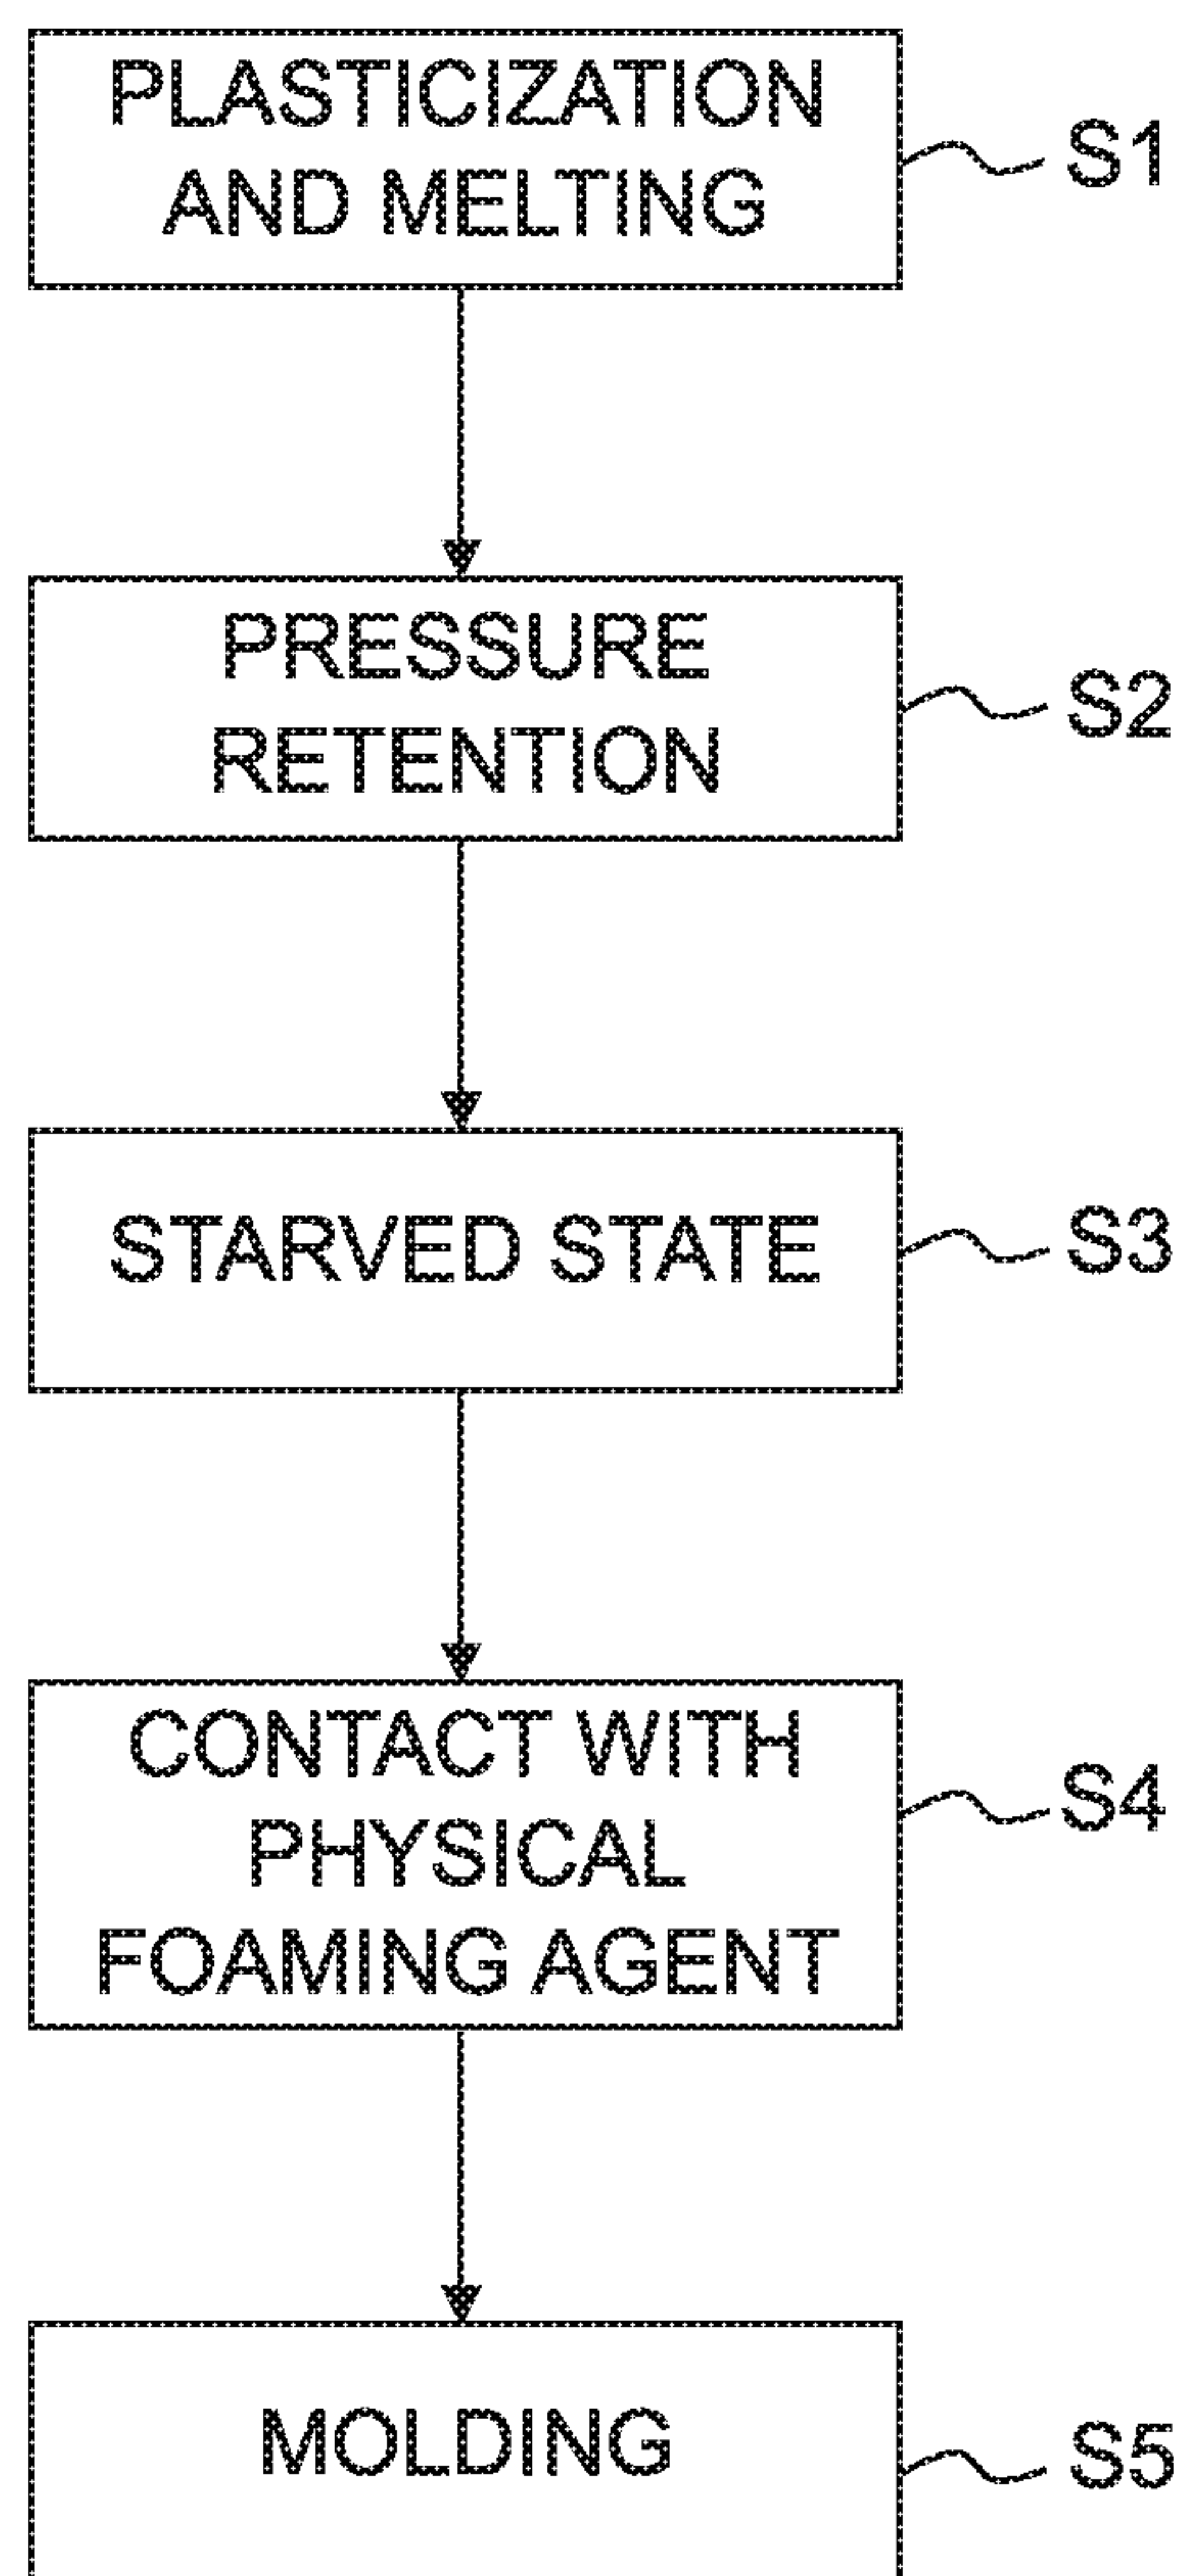 PLASTICIZATION
AND MELTING
S1
PRESSURE
RETENTION
S2
STARVED STATE
S3
CONTACT WITH
PHYSICAL
FOAMING AGENT
S4
MOLDING
S5